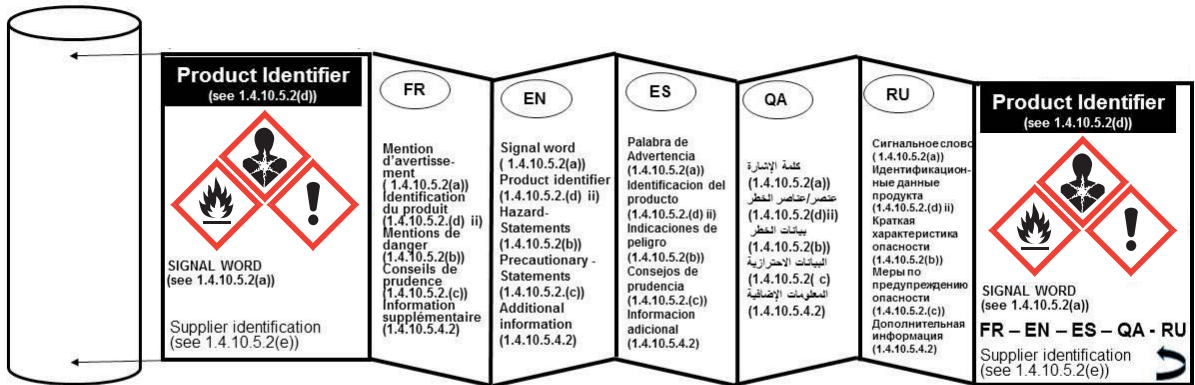 Product Identifier
(see 1.4.10.5.2(d))
SIGNAL WORD
(see 1.4.10.5.2(a))
Supplier identification
(see 1.4.10.5.2(e))
FR
Mention
d'avertisse-
ment
( 1.4.10.5.2(a))
Identification
du produit
(1.4.10.5.2.(d) ii)
Mentions de
danger
(1.4.10.5.2(b))
Conseils de
prudence
(1.4.10.5.2.(c))
Information
supplémentaire
(1.4.10.5.4.2)
EN
Signal word
( 1.4.10.5.2(a))
Product identifier
(1.4.10.5.2.(d) ii)
Hazard-
Statements
(1.4.10.5.2(b))
Precautionary -
Statements
(1.4.10.5.2.(c))
Additional
information
(1.4.10.5.4.2)
ES
Palabra de
Advertencia
(1.4.10.5.2(a))
Identificacion del
producto
(1.4.10.5.2.(d) ii)
Indicaciones de
peligro
(1.4.10.5.2(b))
Consejos de
prudencia
(1.4.10.5.2.(c))
Informacion
adicional
(1.4.10.5.4.2)
QA
كلمة الإشارة
(1.4.10.5.2(a))
عنصر/عناصر الخطر
(1.4.10.5.2(d)ii)
بيانات الخطر
(1.4.10.5.2(b))
البيانات الاحترازية
(1.4.10.5.2( c)
المعلومات الإضافية
(1.4.10.5.4.2)
RU
Сигнальное слово
( 1.4.10.5.2(a))
Идентификацион-
ные данные
продукта
(1.4.10.5.2.(d) ii)
Краткая
характеристика
опасности
(1.4.10.5.2(b))
Меры по
предупреждению
опасности
(1.4.10.5.2.(c))
Дополнительная
информация
(1.4.10.5.4.2)
Product Identifier
(see 1.4.10.5.2(d))
SIGNAL WORD
(see 1.4.10.5.2(a))
FR – EN – ES – QA - RU
Supplier identification
(see 1.4.10.5.2(e))